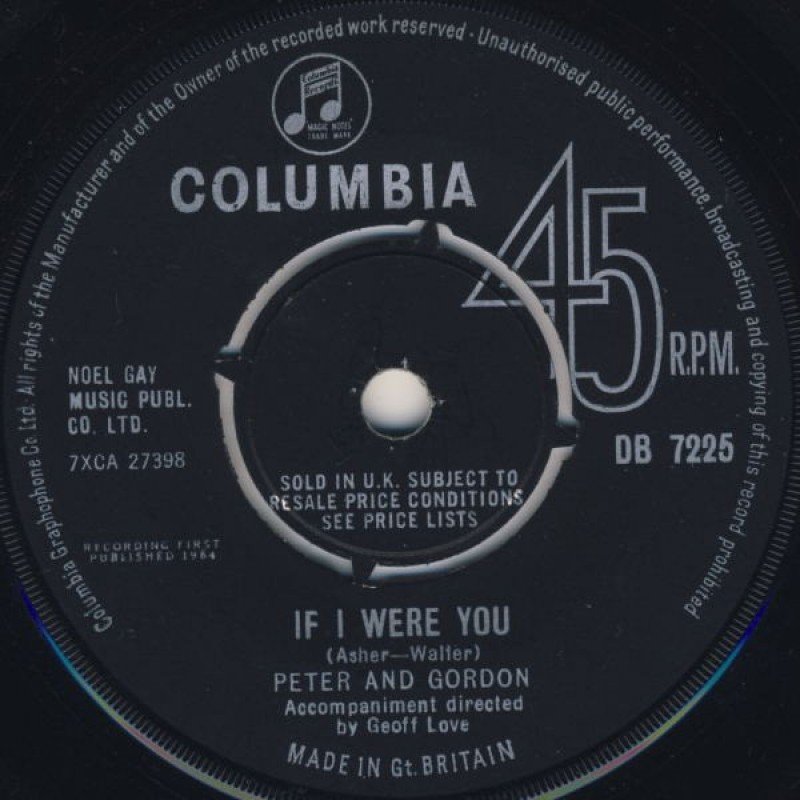 Columbia Graphophone Co. Ltd. All rights of the Manufacturer and of the Owner of the recorded work reserved · Unauthorised public performance, broadcasting and copying of this record prohibited
Columbia
Records
MAGIC NOTES
TRADE MARK
COLUMBIA
45
R.P.M.
NOEL GAY
MUSIC PUBL.
CO. LTD.
7XCA 27398
DB 7225
SOLD IN U.K. SUBJECT TO
RESALE PRICE CONDITIONS
SEE PRICE LISTS
RECORDING FIRST
PUBLISHED 1964
IF I WERE YOU
(Asher—Waller)
PETER AND GORDON
Accompaniment directed
by Geoff Love
MADE IN Gt. BRITAIN